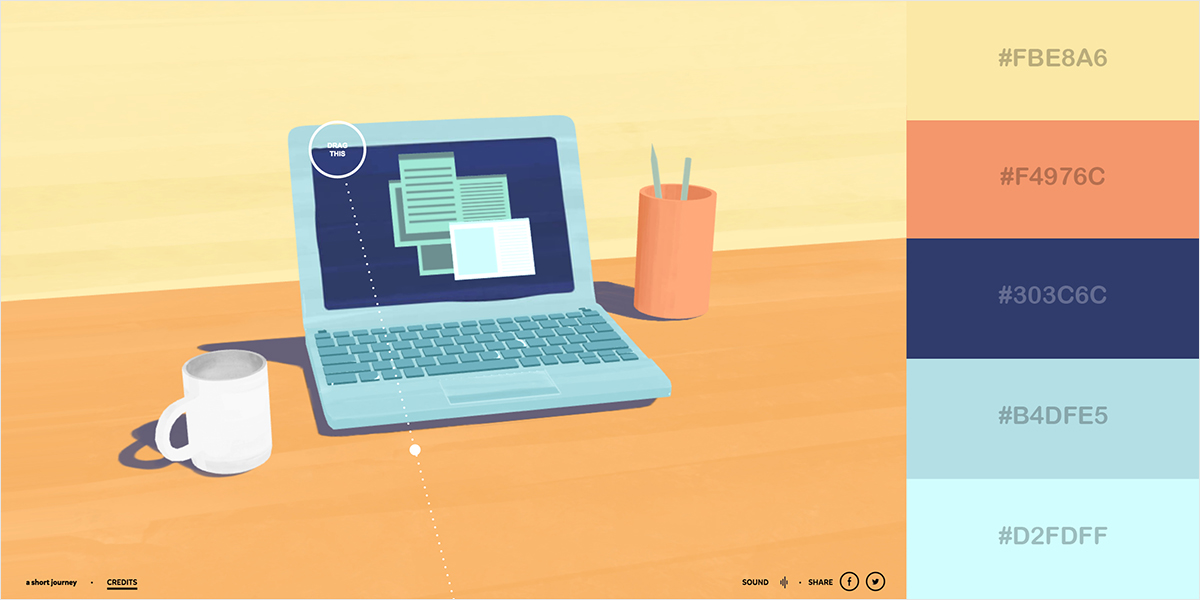 DRAG
THIS
a short journey • CREDITS
SOUND • SHARE
#FBE8A6
#F4976C
#303C6C
#B4DFE5
#D2FDFF